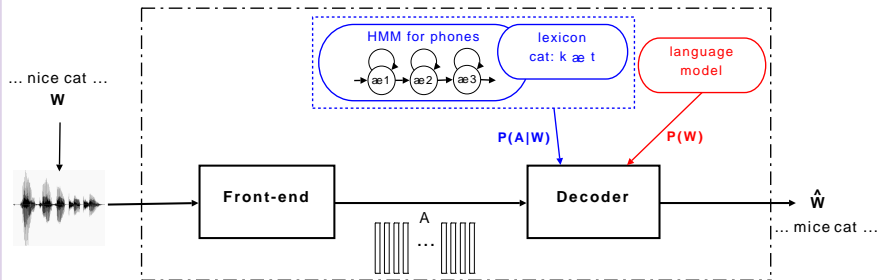 HMM for phones
æ1 æ2 æ3
lexicon
cat: k æ t
language
model
... nice cat ...
W
P(A|W)
P(W)
Front-end
A
...
Decoder
Ŵ
... mice cat ...